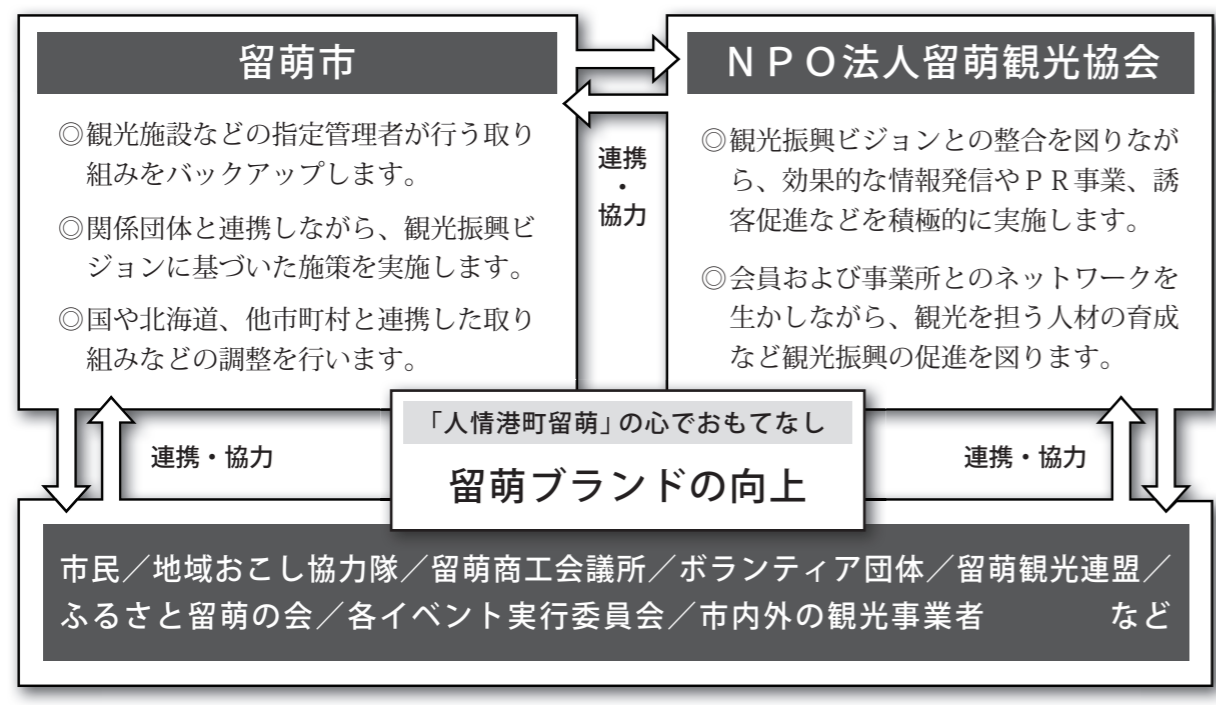 留萌市
◎観光施設などの指定管理者が行う取り
組みをバックアップします。
◎関係団体と連携しながら、観光振興ビ
ジョンに基づいた施策を実施します。
◎国や北海道、他市町村と連携した取り
組みなどの調整を行います。
連携
・
協力
ＮＰＯ法人留萌観光協会
◎観光振興ビジョンとの整合を図りなが
ら、効果的な情報発信やＰＲ事業、誘
客促進などを積極的に実施します。
◎会員および事業所とのネットワークを
生かしながら、観光を担う人材の育成
など観光振興の促進を図ります。
連携・協力
「人情港町留萌」の心でおもてなし
留萌ブランドの向上
連携・協力
市民／地域おこし協力隊／留萌商工会議所／ボランティア団体／留萌観光連盟／
ふるさと留萌の会／各イベント実行委員会／市内外の観光事業者　など